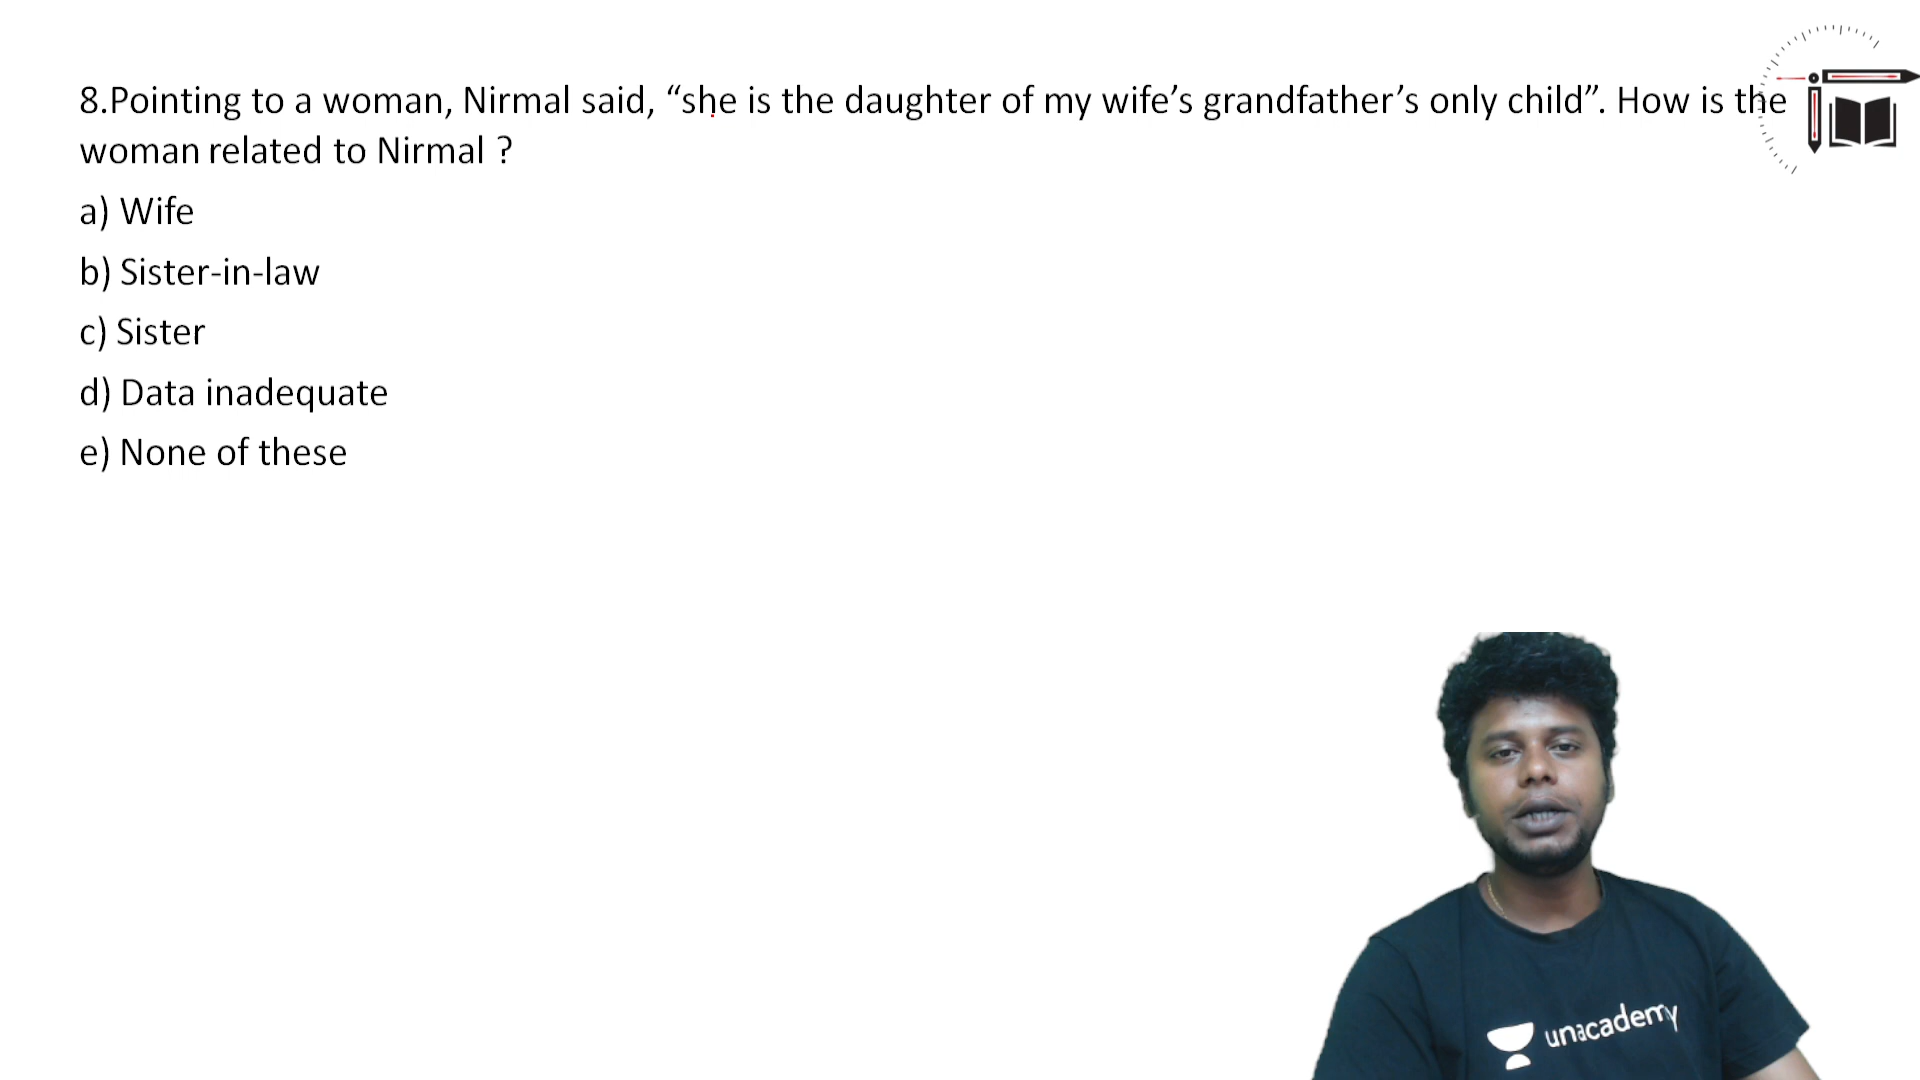 8.Pointing to a woman, Nirmal said, “she is the daughter of my wife’s grandfather’s only child”. How is the
woman related to Nirmal ?
a) Wife
b) Sister-in-law
c) Sister
d) Data inadequate
e) None of these
unacademy